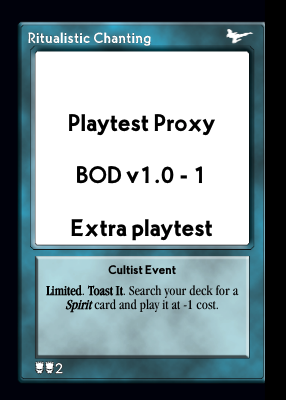 Ritualistic Chanting
Playtest Proxy
BOD v1.0 - 1
Extra playtest
Cultist Event
Limited. Toast It. Search your deck for a
Spirit card and play it at -1 cost.
2